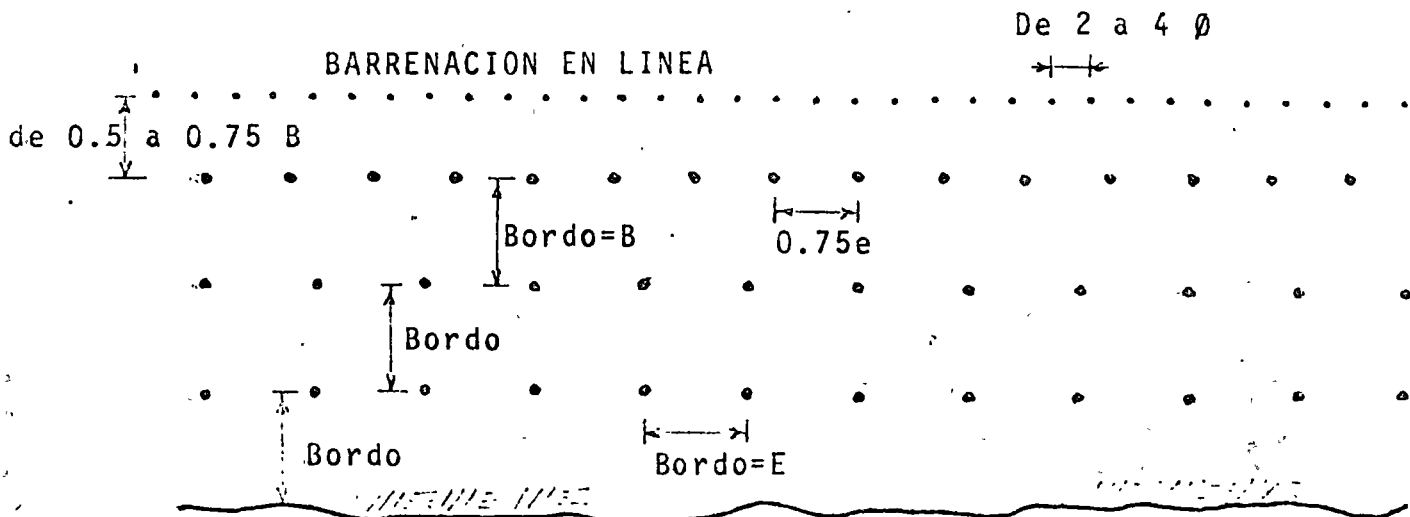 De 2 a 4 Ø
BARRENACION EN LINEA
de 0.5 a 0.75 B
Bordo=B
0.75e
Bordo
Bordo
Bordo=E